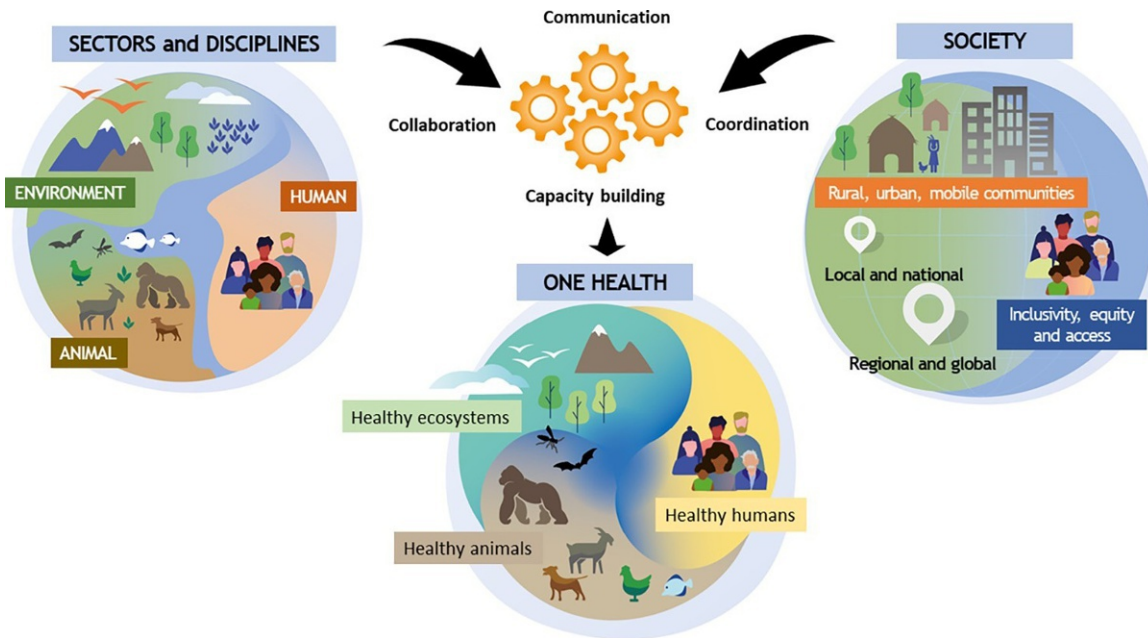 SECTORS and DISCIPLINES
ENVIRONMENT
HUMAN
ANIMAL
Communication
Collaboration
Coordination
Capacity building
SOCIETY
Rural, urban, mobile communities
Local and national
Inclusivity, equity
and access
Regional and global
ONE HEALTH
Healthy ecosystems
Healthy humans
Healthy animals